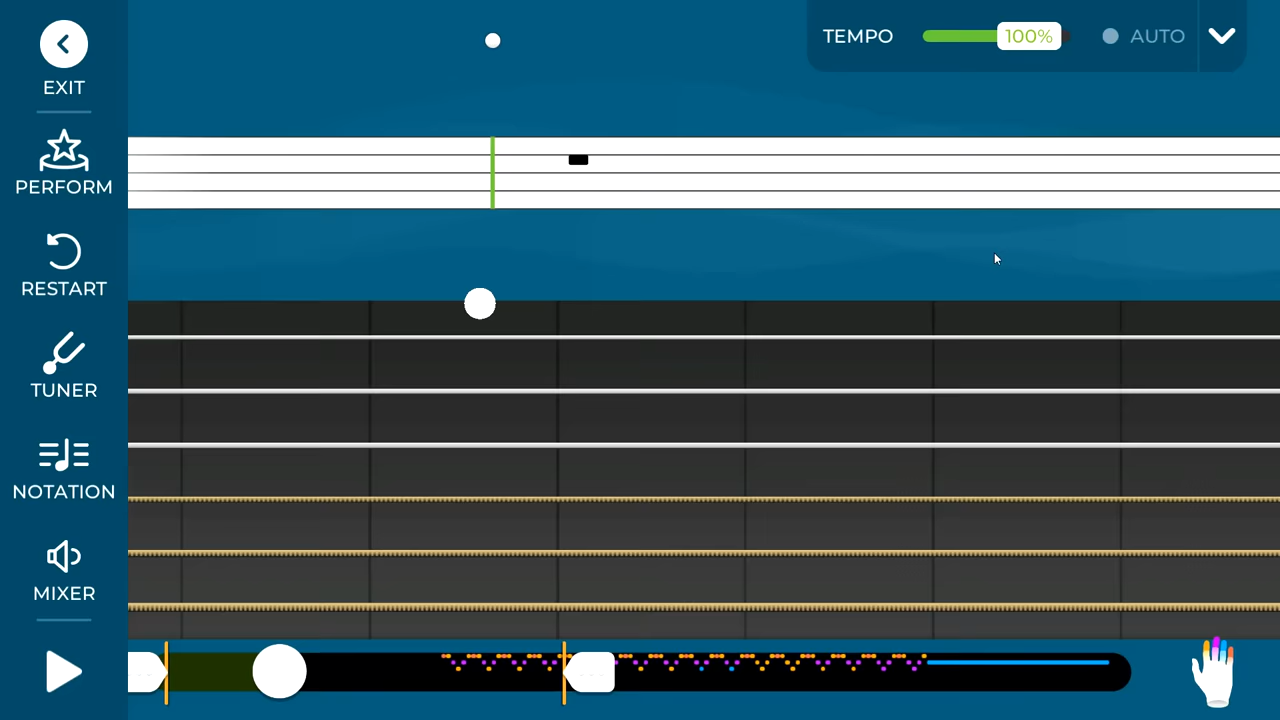 EXIT
PERFORM
RESTART
TUNER
NOTATION
MIXER
TEMPO 100% AUTO